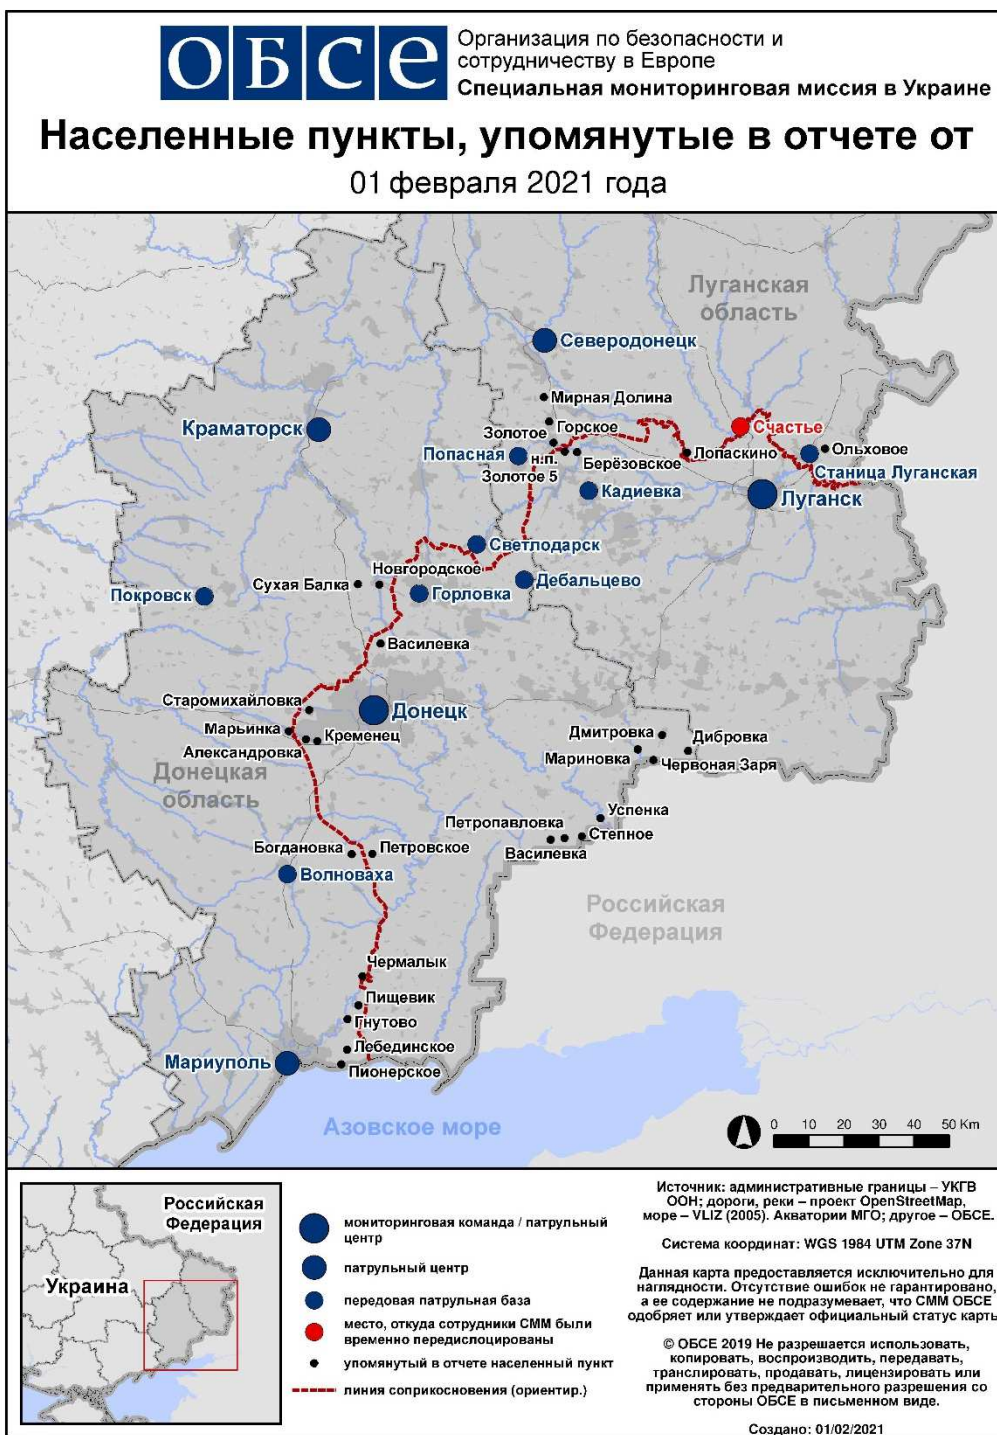 ОБСЕ
Организация по безопасности и
сотрудничеству в Европе
Специальная мониторинговая миссия в Украине
Населенные пункты, упомянутые в отчете от
01 февраля 2021 года
Луганская
область
Северодонецк
Мирная Долина
Краматорск
Горское
Золотое
Счастье
Попасная
н.п.
Золотое 5
Берёзовское
Лопаскино
Ольховое
Станица Луганская
Кадиевка
Луганск
Светлодарск
Новгородское
Сухая Балка
Дебальцево
Покровск
Горловка
Василевка
Старомихайловка
Донецк
Марьинка
Кременец
Александровка
Дмитровка
Дибровка
Мариновка
Червоная Заря
Донецкая
область
Успенка
Петропавловка
Степное
Василевка
Богдановка
Петровское
Волноваха
Российская
Федерация
Чермалык
Пищевик
Гнутово
Лебединское
Мариуполь
Пионерское
Азовское море
0 10 20 30 40 50 Km
Российская
Федерация
Украина
мониторинговая команда / патрульный
центр
патрульный центр
передовая патрульная база
место, откуда сотрудники СММ были
временно передислоцированы
упомянутый в отчете населенный пункт
линия соприкосновения (ориентир.)
Источник: административные границы – УКГВ
ООН; дороги, реки – проект OpenStreetMap,
море – VLIZ (2005). Акватории МГО; другое – ОБСЕ.
Система координат: WGS 1984 UTM Zone 37N
Данная карта предоставляется исключительно для
наглядности. Отсутствие ошибок не гарантировано,
а ее содержание не подразумевает, что СММ ОБСЕ
одобряет или утверждает официальный статус карты
© ОБСЕ 2019 Не разрешается использовать,
копировать, воспроизводить, передавать,
транслировать, продавать, лицензировать или
применять без предварительного разрешения со
стороны ОБСЕ в письменном виде.
Создано: 01/02/2021